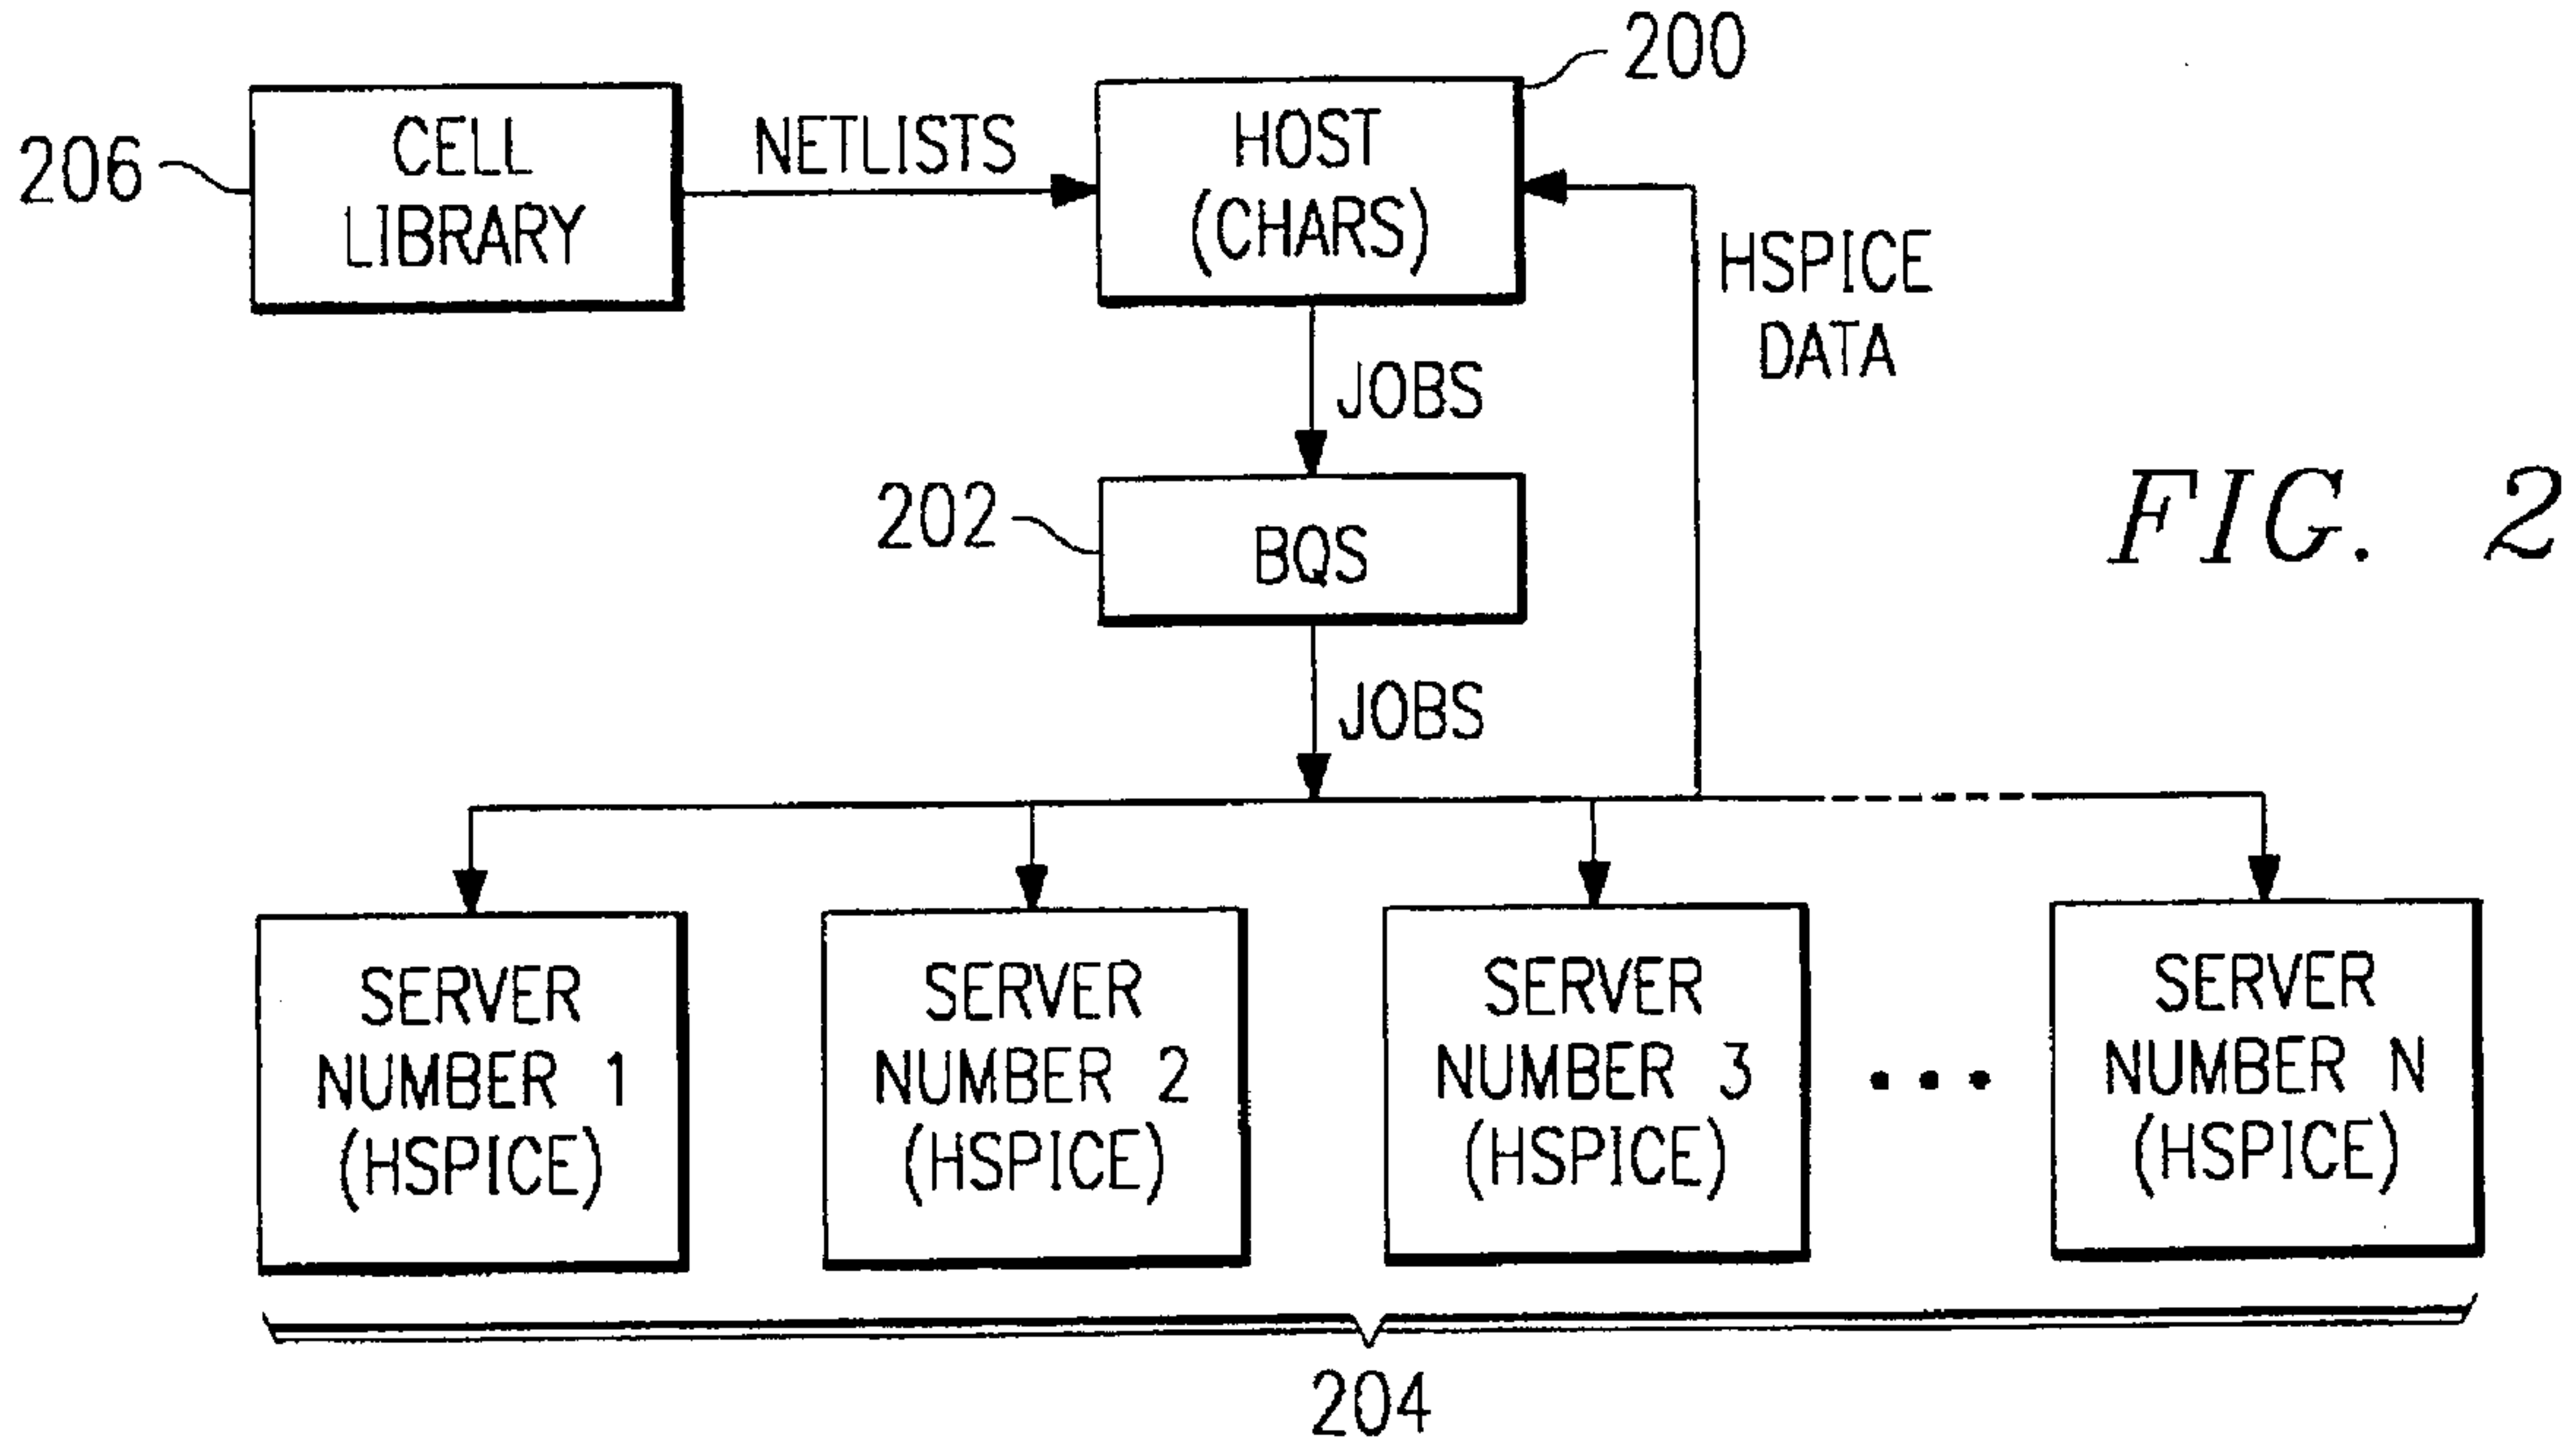 200
CELL
LIBRARY
206
NETLISTS
HOST
(CHARS)
HSPICE
DATA
JOBS
202
BQS
FIG. 2
JOBS
SERVER
NUMBER 1
(HSPICE)
SERVER
NUMBER 2
(HSPICE)
SERVER
NUMBER 3
(HSPICE)
•••
SERVER
NUMBER N
(HSPICE)
204